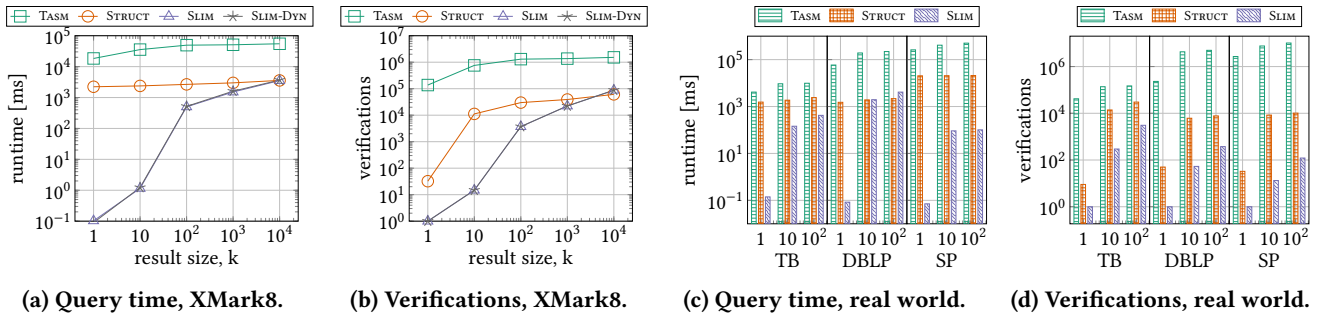 TASM STRUCT SLIM SLIM-DYN
10^5
10^4
10^3
10^2
10^1
10^0
10^-1
runtime [ms]
1 10 10^2 10^3 10^4
result size, k
(a) Query time, XMark8.
TASM STRUCT SLIM SLIM-DYN
10^7
10^6
10^5
10^4
10^3
10^2
10^1
10^0
verifications
1 10 10^2 10^3 10^4
result size, k
(b) Verifications, XMark8.
TASM STRUCT SLIM
10^5
10^3
10^1
10^-1
runtime [ms]
1 10 10^2 1 10 10^2 1 10 10^2
TB DBLP SP
(c) Query time, real world.
TASM STRUCT SLIM
10^6
10^4
10^2
10^0
verifications
1 10 10^2 1 10 10^2 1 10 10^2
TB DBLP SP
(d) Verifications, real world.